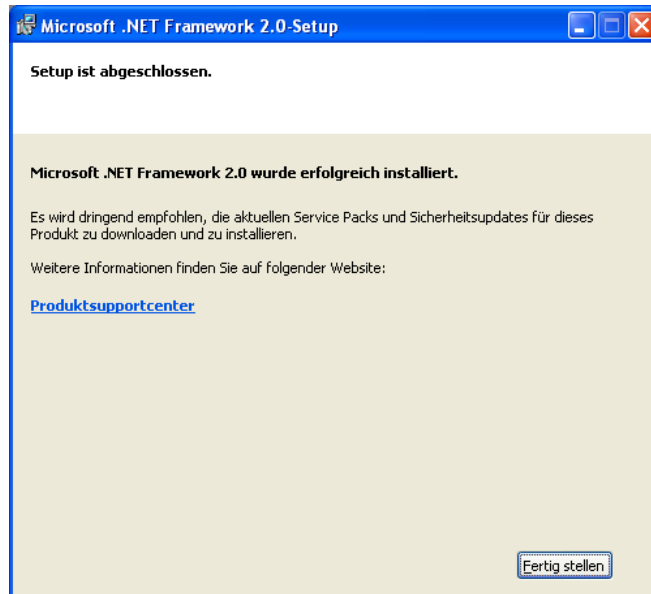 Microsoft .NET Framework 2.0-Setup
Setup ist abgeschlossen.
Microsoft .NET Framework 2.0 wurde erfolgreich installiert.
Es wird dringend empfohlen, die aktuellen Service Packs und Sicherheitsupdates für dieses
Produkt zu downloaden und zu installieren.
Weitere Informationen finden Sie auf folgender Website:
Produktsupportcenter
Fertig stellen